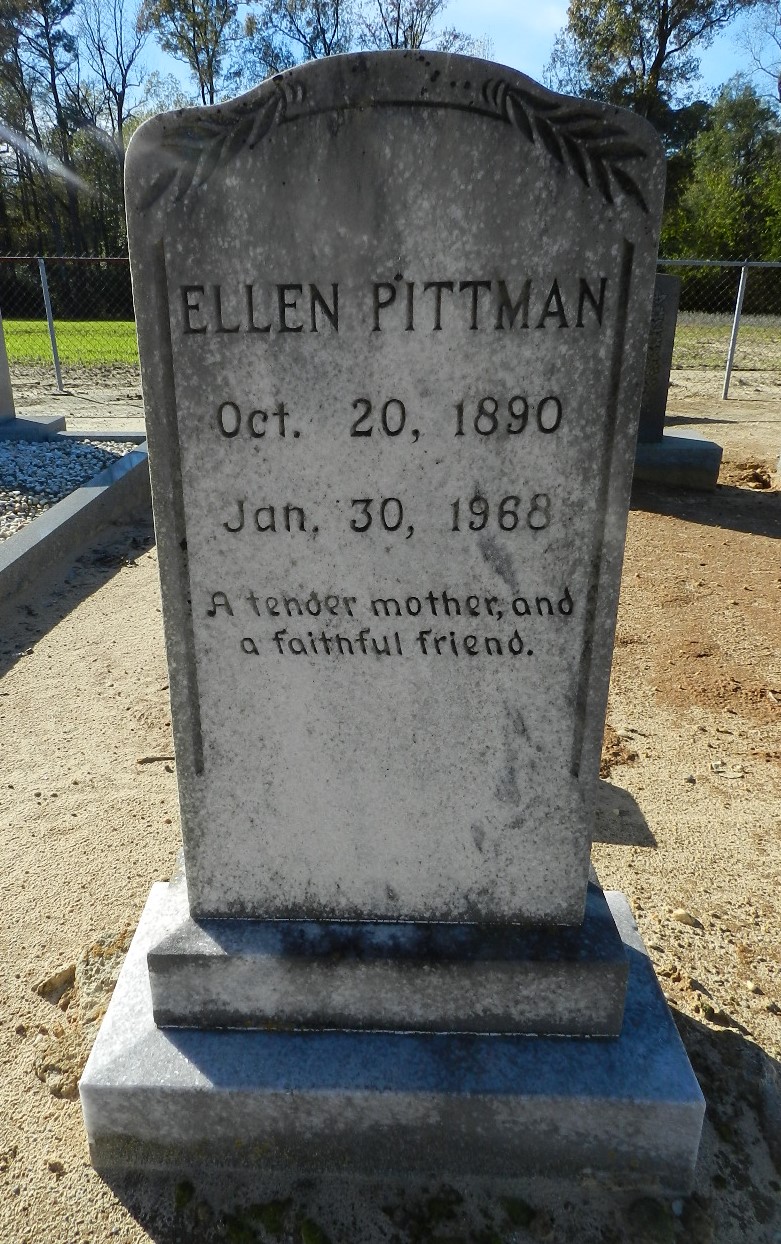 ELLEN PITTMAN
Oct. 20, 1890
Jan. 30, 1968
A tender mother, and
a faithful friend.